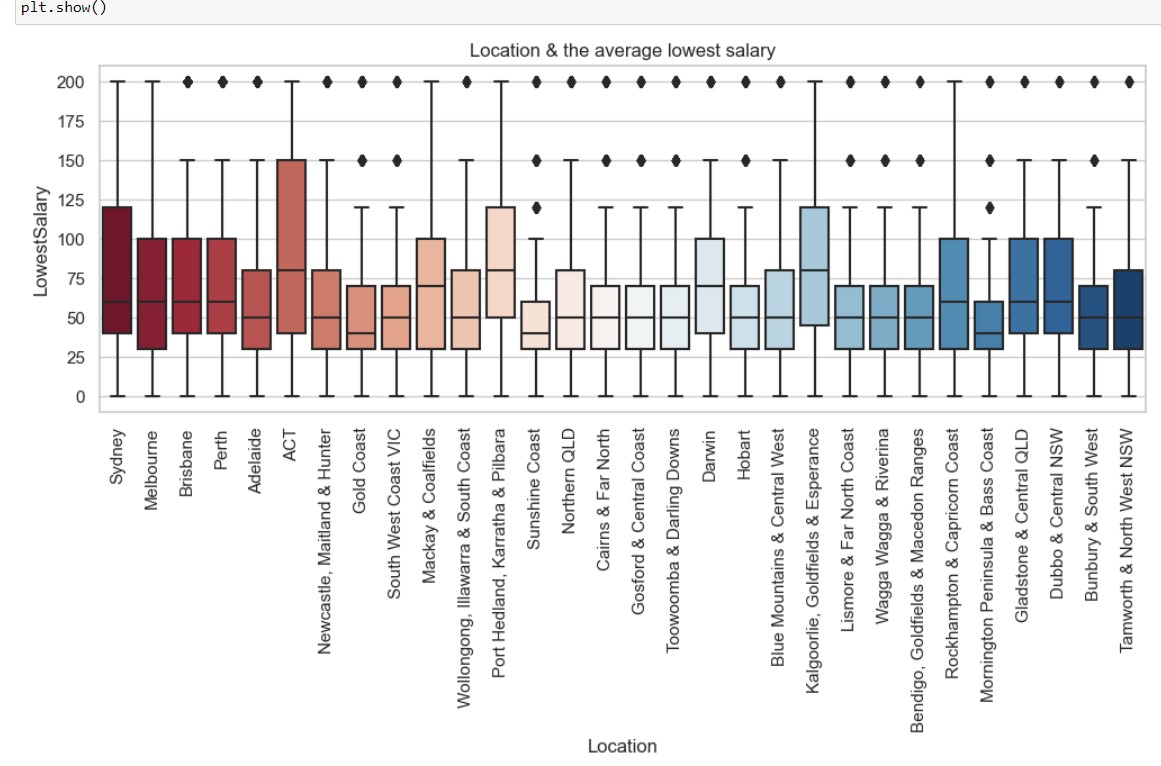 plt.show()
Location & the average lowest salary
LowestSalary
200
175
150
125
100
75
50
25
0
Sydney
Melbourne
Brisbane
Perth
Adelaide
ACT
Newcastle, Maitland & Hunter
Gold Coast
South West Coast VIC
Mackay & Coalfields
Wollongong, Illawarra & South Coast
Port Hedland, Karratha & Pilbara
Sunshine Coast
Northern QLD
Cairns & Far North
Gosford & Central Coast
Toowoomba & Darling Downs
Darwin
Hobart
Blue Mountains & Central West
Kalgoorlie, Goldfields & Esperance
Lismore & Far North Coast
Wagga Wagga & Riverina
Bendigo, Goldfields & Macedon Ranges
Rockhampton & Capricorn Coast
Mornington Peninsula & Bass Coast
Gladstone & Central QLD
Dubbo & Central NSW
Bunbury & South West
Tamworth & North West NSW
Location